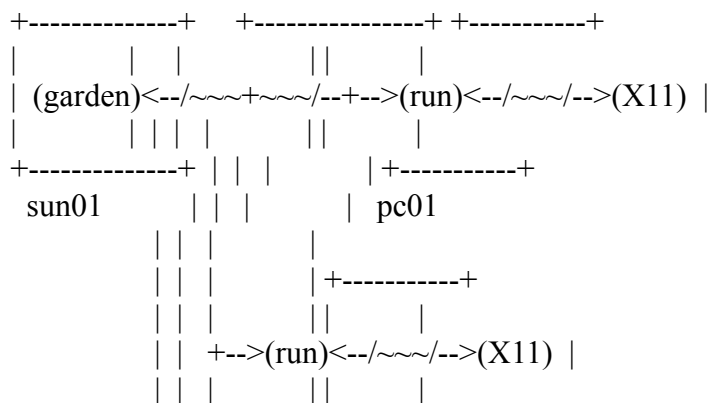 +--------------+ +-----------------+ +-----------+
| | | | | |
| (garden)<--/~~~+~~~/--+-->(run)<--/~~~/-->(X11) |
| | | | | | | |
+--------------+ | | | | +-----------+
sun01 | | | | pc01
| | | |
| | | | +-----------+
| | | | | |
| | +-->(run)<--/~~~/-->(X11) |
| | | | | |